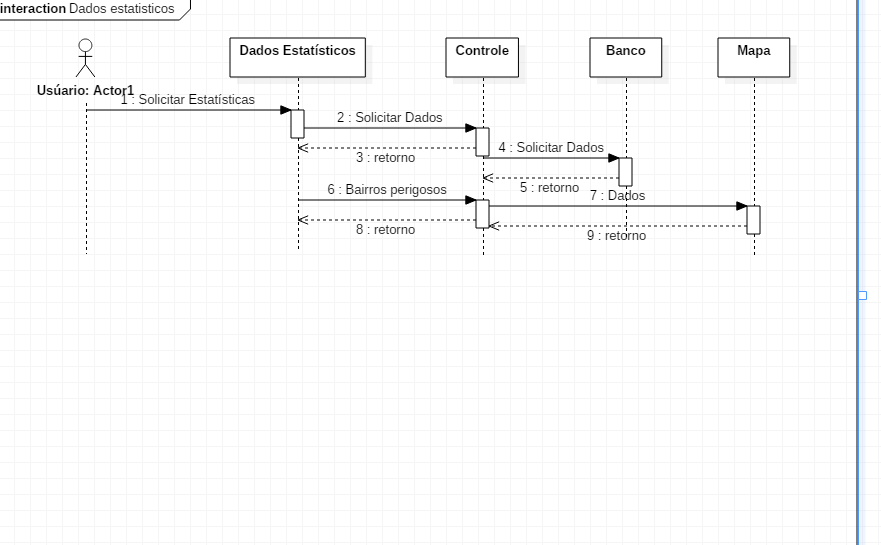 interaction Dados estatisticos
Dados Estatísticos
Controle
Banco
Mapa
Usúario: Actor1
1 : Solicitar Estatísticas
2 : Solicitar Dados
3 : retorno
4 : Solicitar Dados
5 : retorno
6 : Bairros perigosos
7 : Dados
8 : retorno
9 : retorno